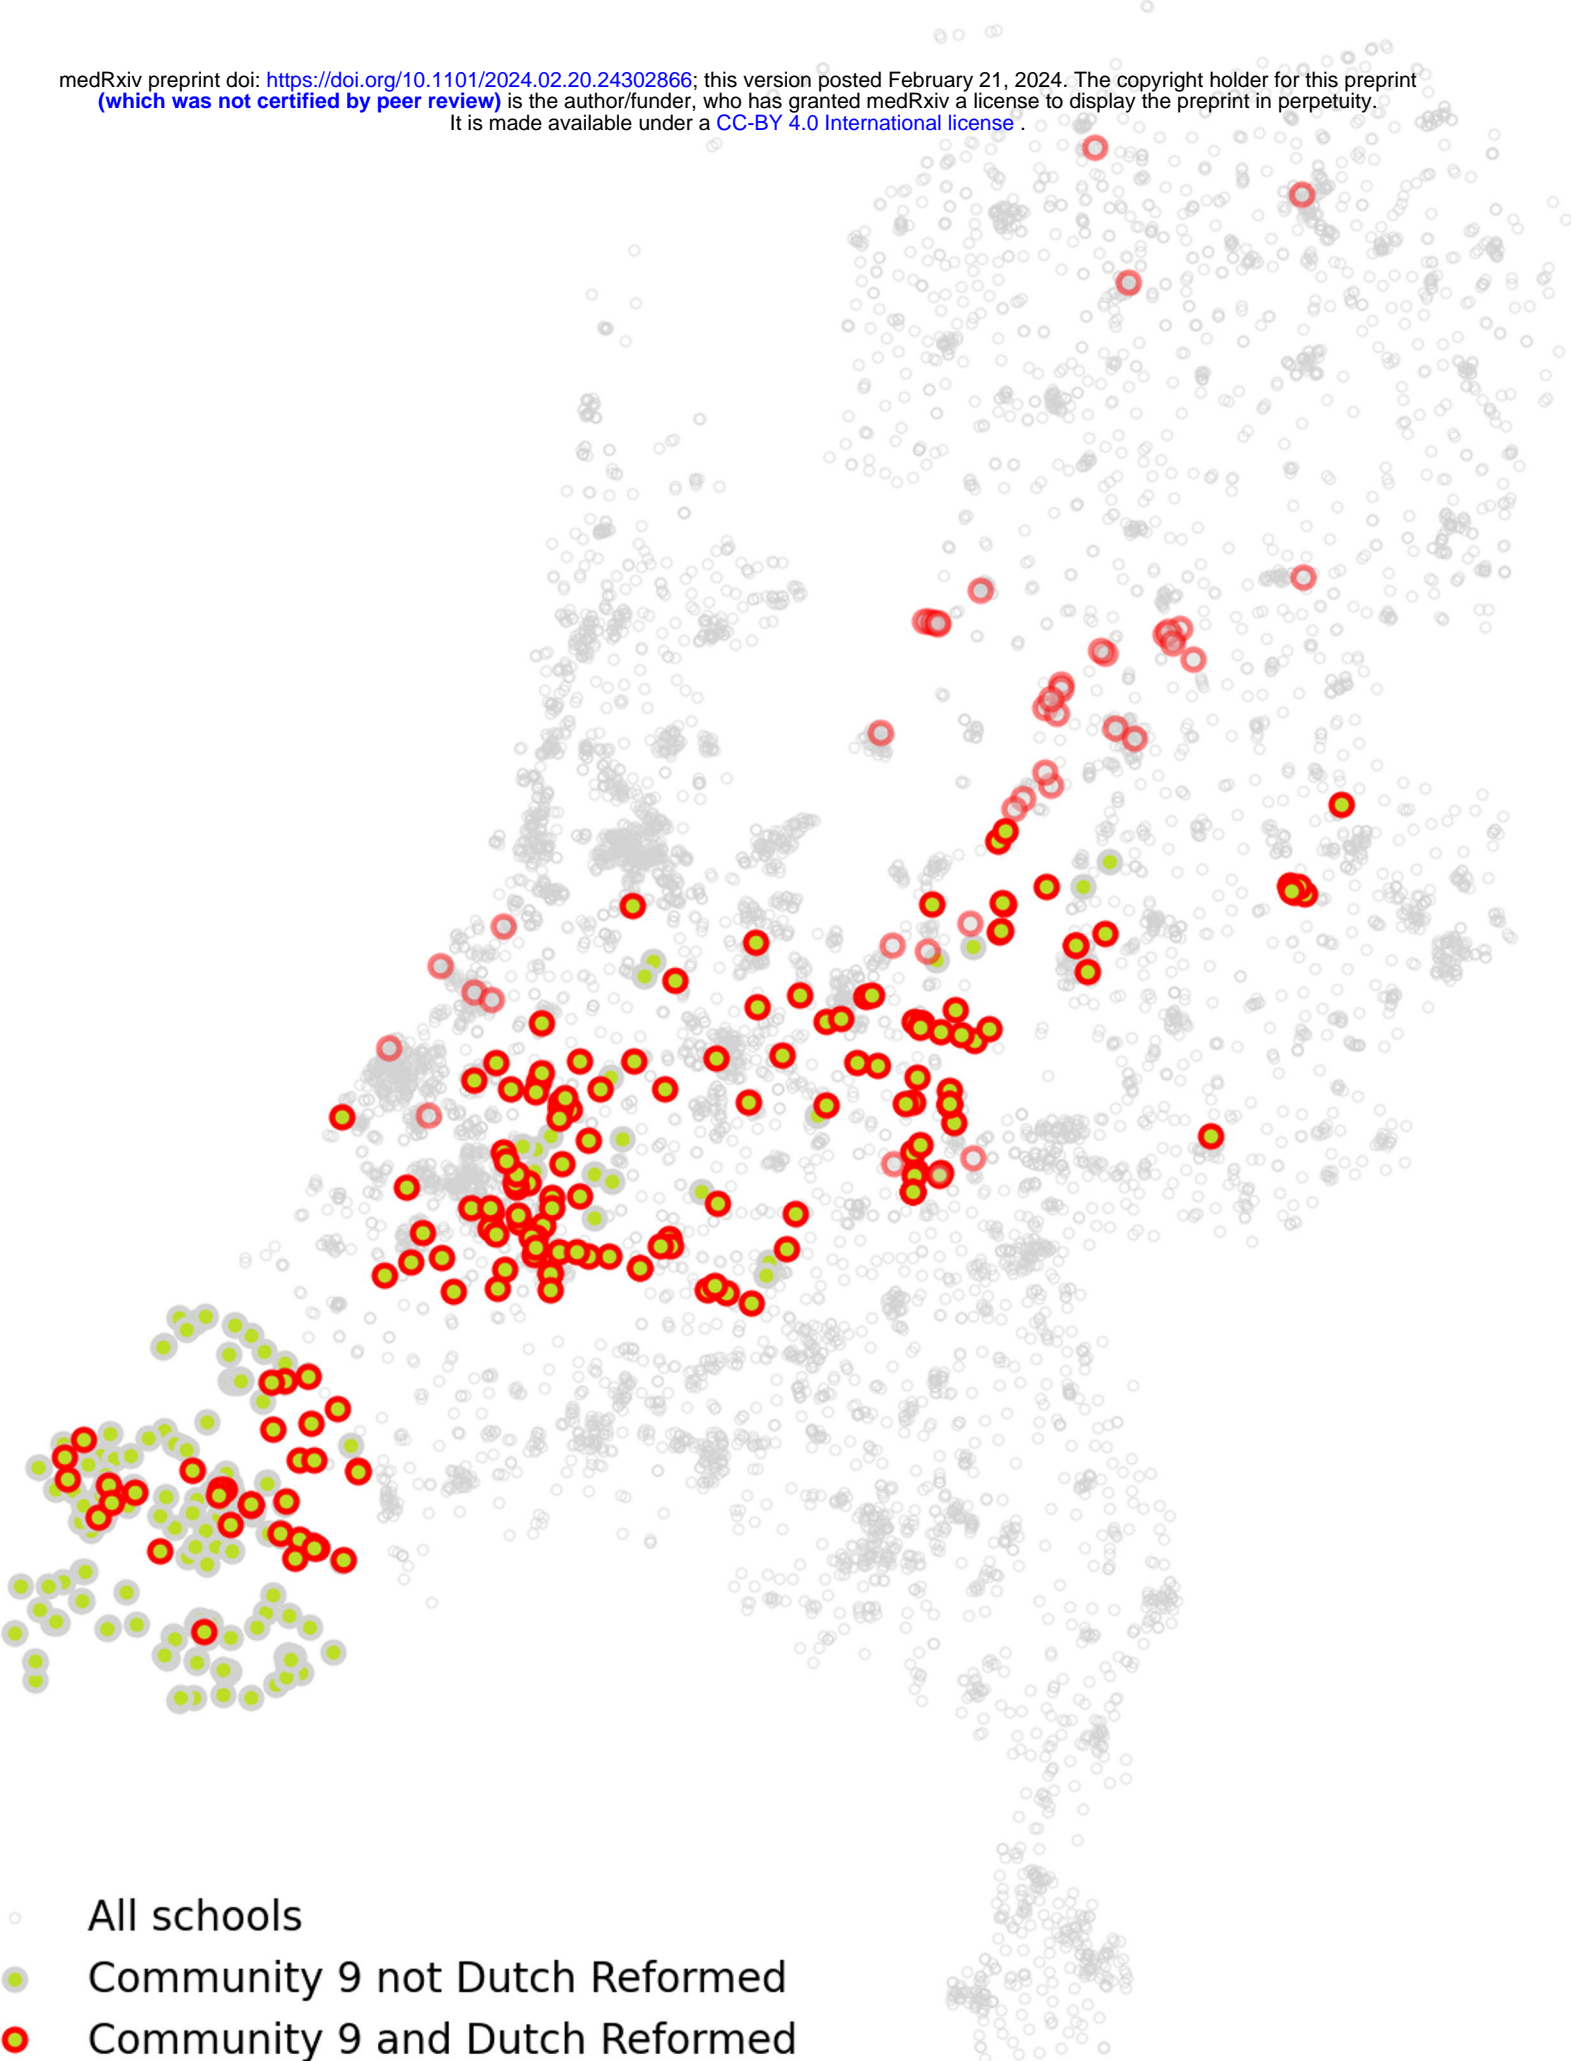 medRxiv preprint doi: https://doi.org/10.1101/2024.02.20.24302866; this version posted February 21, 2024. The copyright holder for this preprint
(which was not certified by peer review) is the author/funder, who has granted medRxiv a license to display the preprint in perpetuity.
It is made available under a CC-BY 4.0 International license .
All schools
Community 9 not Dutch Reformed
Community 9 and Dutch Reformed